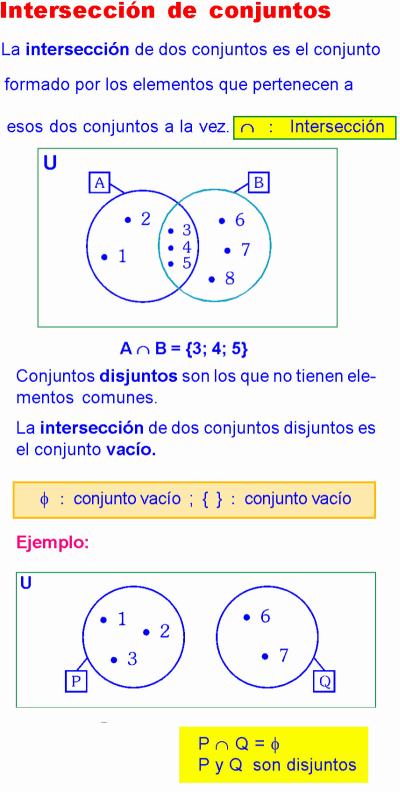 Intersección de conjuntos
La intersección de dos conjuntos es el conjunto
formado por los elementos que pertenecen a
esos dos conjuntos a la vez. ∩ : Intersección
U
A B
2 3 6
1 4 7
5 8
A ∩ B = {3; 4; 5}
Conjuntos disjuntos son los que no tienen ele-
mentos comunes.
La intersección de dos conjuntos disjuntos es
el conjunto vacío.
ϕ : conjunto vacío ; { } : conjunto vacío
Ejemplo:
U
1 2 6
3 7
P Q
P ∩ Q = ϕ
P y Q son disjuntos